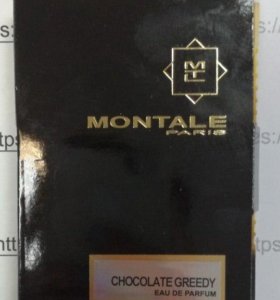 MONTALE
PARIS
CHOCOLATE GREEDY
EAU DE PARFUM